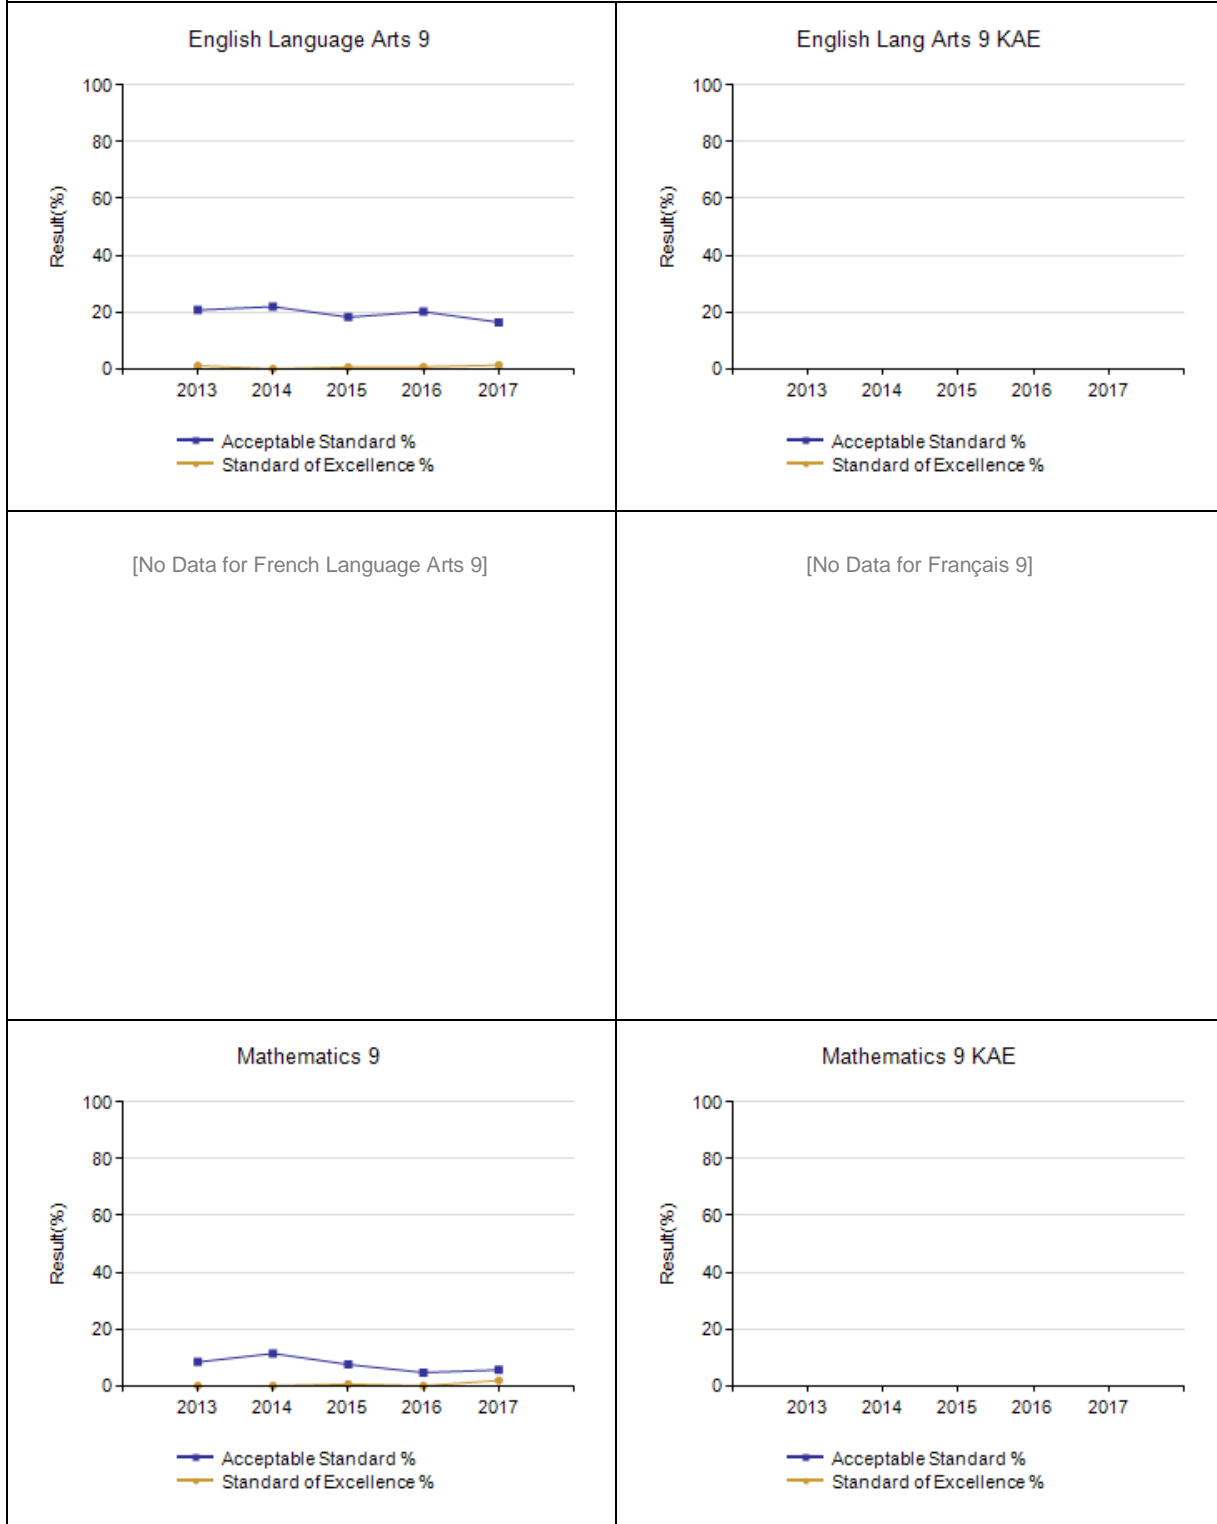 English Language Arts 9
100
80
60
40
20
0
Result(%)
2013 2014 2015 2016 2017
Acceptable Standard %
Standard of Excellence %
English Lang Arts 9 KAE
100
80
60
40
20
0
Result(%)
2013 2014 2015 2016 2017
Acceptable Standard %
Standard of Excellence %
[No Data for French Language Arts 9]
[No Data for Français 9]
Mathematics 9
100
80
60
40
20
0
Result(%)
2013 2014 2015 2016 2017
Acceptable Standard %
Standard of Excellence %
Mathematics 9 KAE
100
80
60
40
20
0
Result(%)
2013 2014 2015 2016 2017
Acceptable Standard %
Standard of Excellence %